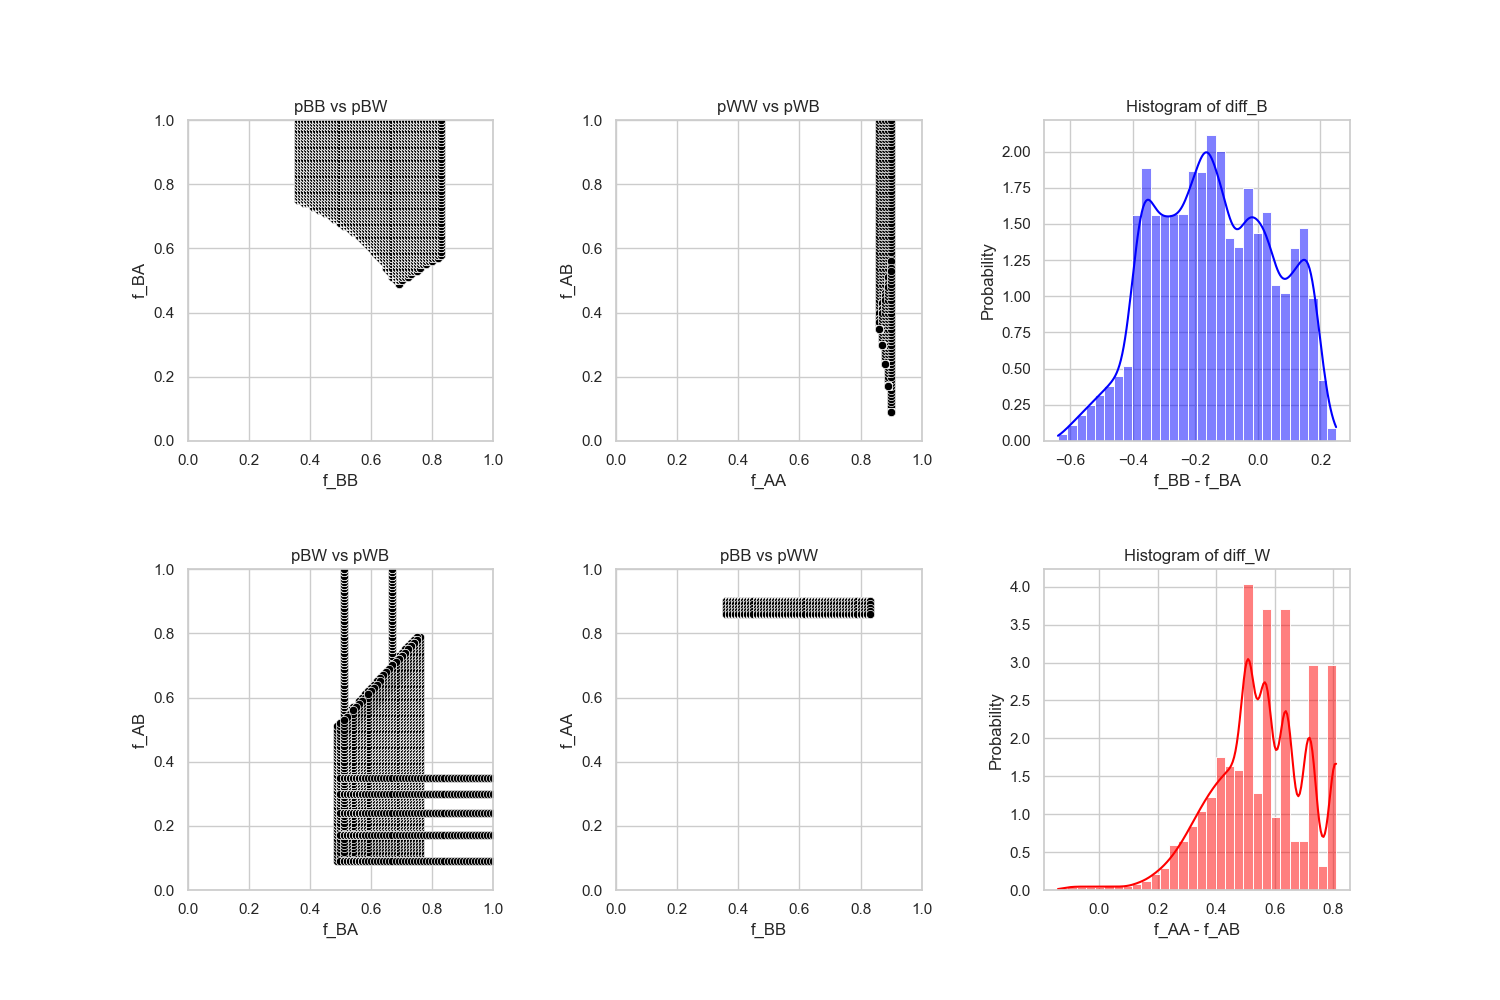 pBB vs pBW
1.0
0.8
0.6
0.4
0.2
0.0
f_BA
0.0 0.2 0.4 0.6 0.8 1.0
f_BB
pWW vs pWB
1.0
0.8
0.6
0.4
0.2
0.0
f_AB
0.0 0.2 0.4 0.6 0.8 1.0
f_AA
Histogram of diff_B
2.00
1.75
1.50
1.25
1.00
0.75
0.50
0.25
0.00
Probability
−0.6 −0.4 −0.2 0.0 0.2
f_BB - f_BA
pBW vs pWB
1.0
0.8
0.6
0.4
0.2
0.0
f_AB
0.0 0.2 0.4 0.6 0.8 1.0
f_BA
pBB vs pWW
1.0
0.8
0.6
0.4
0.2
0.0
f_AA
0.0 0.2 0.4 0.6 0.8 1.0
f_BB
Histogram of diff_W
4.0
3.5
3.0
2.5
2.0
1.5
1.0
0.5
0.0
Probability
0.0 0.2 0.4 0.6 0.8
f_AA - f_AB